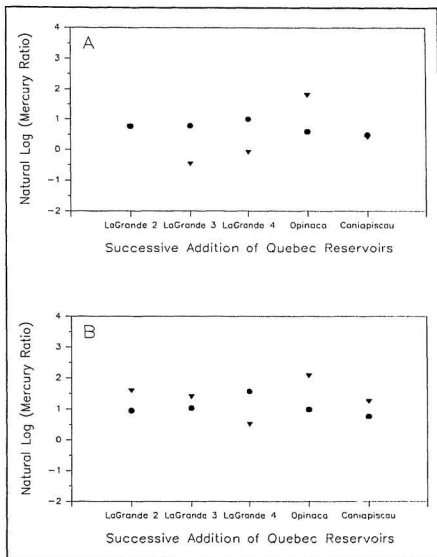 A
Natural Log (Mercury Ratio)
4
3
2
1
0
-1
-2
LaGrande 2 LaGrande 3 LaGrande 4 Opinaca Caniapiscau
Successive Addition of Quebec Reservoirs
B
Natural Log (Mercury Ratio)
4
3
2
1
0
-1
-2
LaGrande 2 LaGrande 3 LaGrande 4 Opinaca Caniapiscau
Successive Addition of Quebec Reservoirs